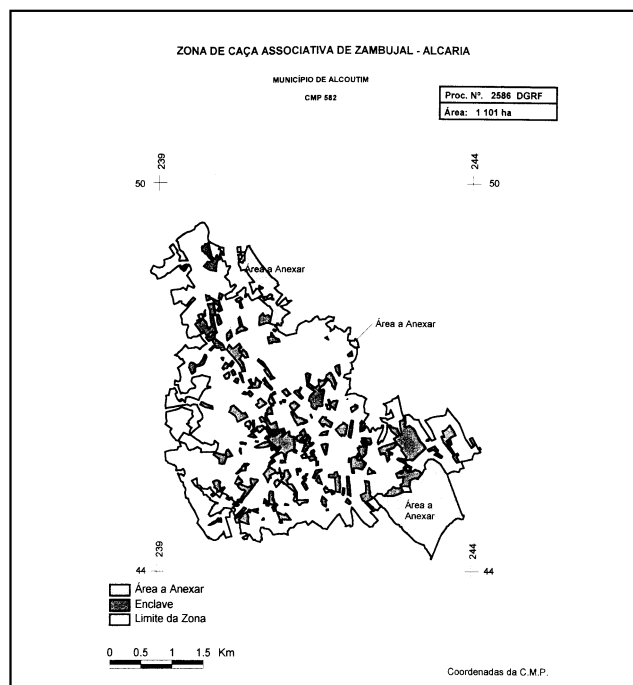 ZONA DE CAÇA ASSOCIATIVA DE ZAMBUJAL - ALCARIA
MUNICÍPIO DE ALCOUTIM
CMP 582
Proc. Nº. 2586 DGRF
Área: 1 101 ha
239
244
50
50
Área a Anexar
Área a Anexar
Área a
Anexar
239
244
44
44
Área a Anexar
Enclave
Limite da Zona
0 0.5 1 1.5 Km
Coordenadas da C.M.P.